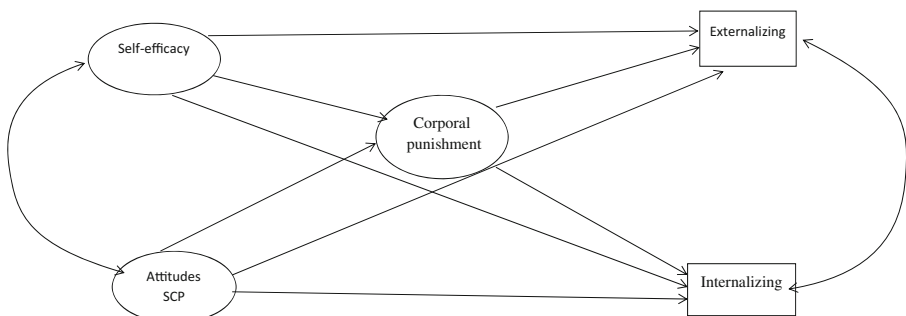 Self-efficacy
Externalizing
Corporal
punishment
Attitudes
SCP
Internalizing